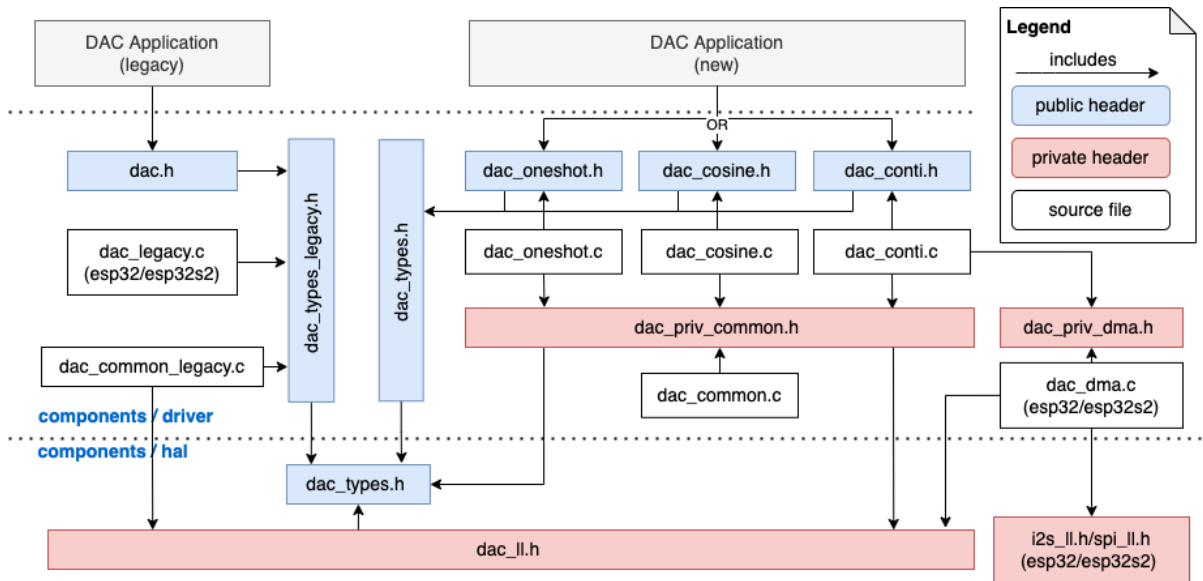 DAC Application
(legacy)
DAC Application
(new)
Legend
includes
public header
private header
source file
OR
dac.h
dac_types_legacy.h
dac_types.h
dac_oneshot.h
dac_cosine.h
dac_conti.h
dac_legacy.c
(esp32/esp32s2)
dac_oneshot.c
dac_cosine.c
dac_conti.c
dac_priv_common.h
dac_priv_dma.h
dac_common_legacy.c
dac_common.c
dac_dma.c
(esp32/esp32s2)
components / driver
components / hal
dac_types.h
dac_ll.h
i2s_ll.h/spi_ll.h
(esp32/esp32s2)